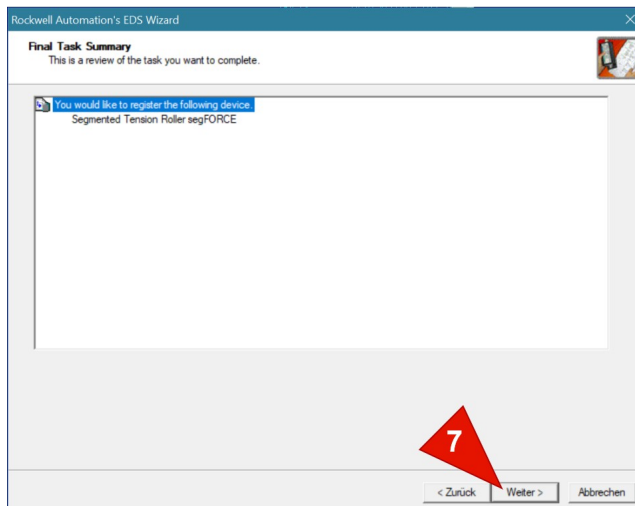 Rockwell Automation's EDS Wizard
Final Task Summary
This is a review of the task you want to complete.
You would like to register the following device.
Segmented Tension Roller segFORCE
7
< Zurück Weiter > Abbrechen